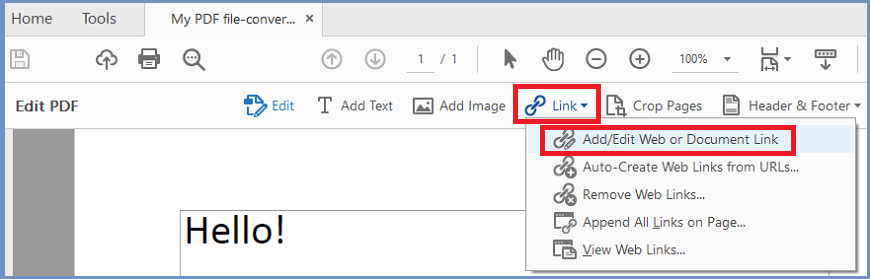 Home Tools My PDF file-conver... ×
1 / 1 100%
Edit PDF Edit Add Text Add Image Link Crop Pages Header & Footer
Add/Edit Web or Document Link
Auto-Create Web Links from URLs...
Remove Web Links...
Append All Links on Page...
View Web Links...
Hello!